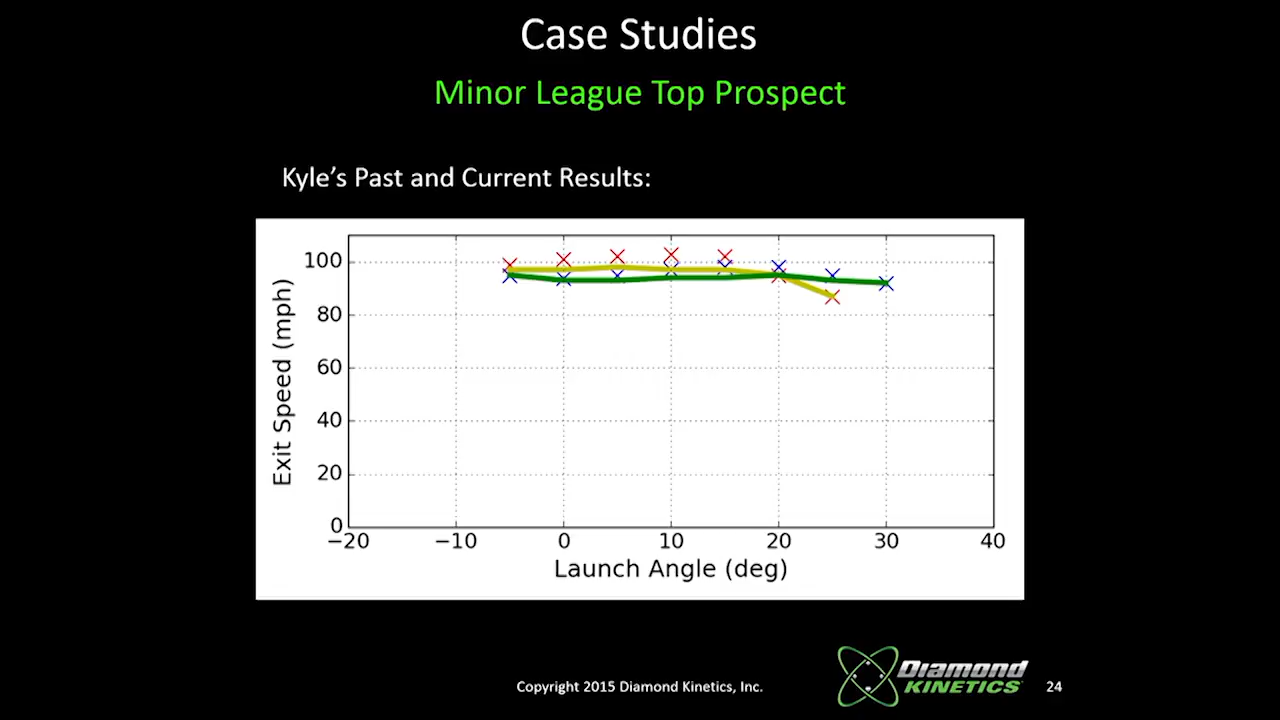 Case Studies
Minor League Top Prospect
Kyle’s Past and Current Results:
Exit Speed (mph)
100
80
60
40
20
0
−20 −10 0 10 20 30 40
Launch Angle (deg)
Copyright 2015 Diamond Kinetics, Inc.
Diamond
KINETICS
24